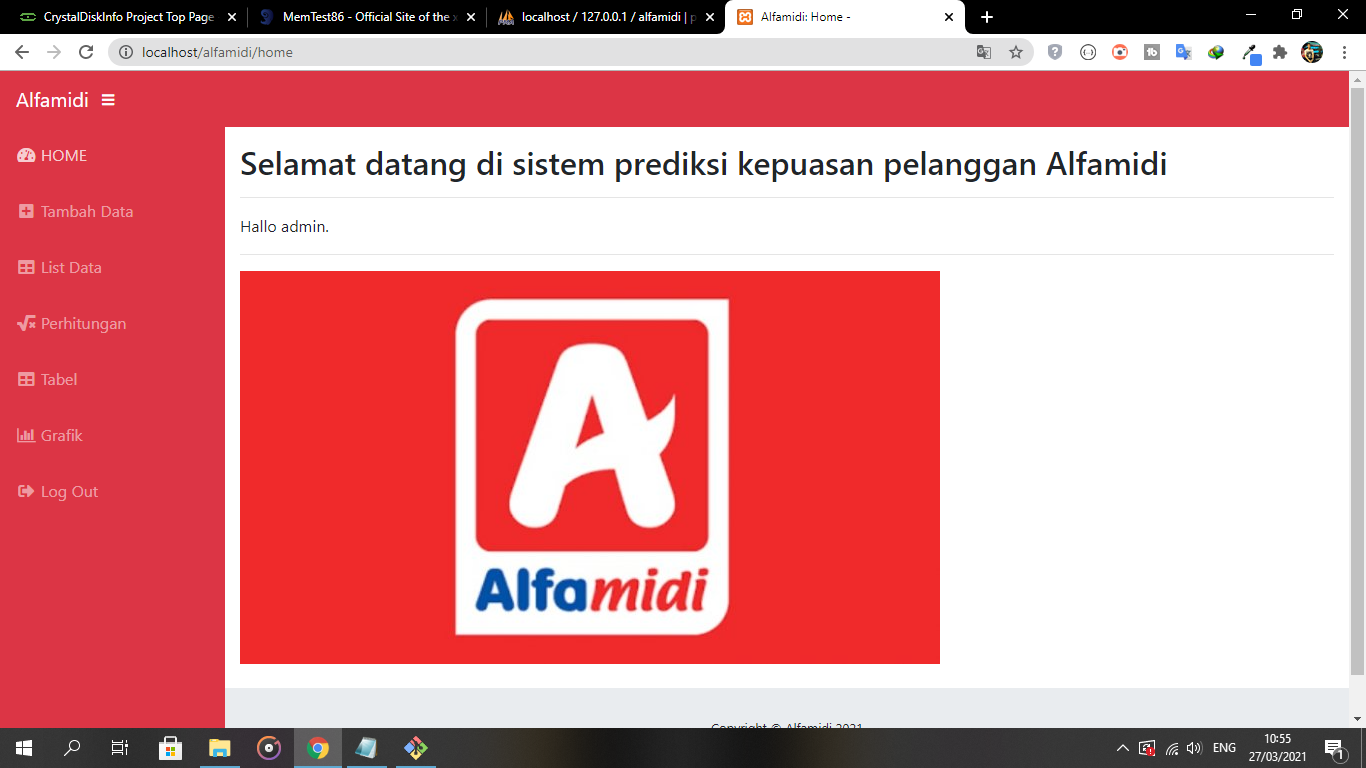 CrystalDiskInfo Project Top Page
MemTest86 - Official Site of the
localhost / 127.0.0.1 / alfamidi |
Alfamidi: Home -
localhost/alfamidi/home
Alfamidi
HOME
Tambah Data
List Data
Perhitungan
Tabel
Grafik
Log Out
Selamat datang di sistem prediksi kepuasan pelanggan Alfamidi
Hallo admin.
A
Alfamidi
Copyright © Alfamidi 2021
ENG
10:55
27/03/2021
1